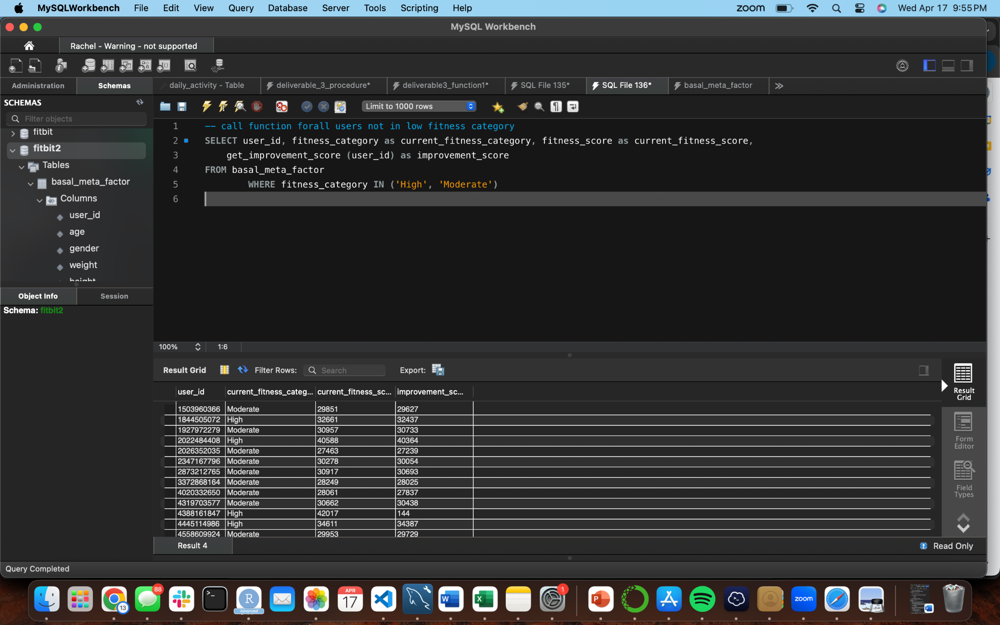 MySQLWorkbench File Edit View Query Database Server Tools Scripting Help zoom Wed Apr 17 9:55 PM
MySQL Workbench
Rachel - Warning - not supported
Administration Schemas daily_activity - Table deliverable_3_procedure* deliverable3_function1* SQL File 135* SQL File 136* basal_meta_factor
SCHEMAS
Filter objects
Limit to 1000 rows
fitbit
fitbit2
Tables
basal_meta_factor
Columns
user_id
age
gender
weight
height
Object Info Session
Schema: fitbit2
1 -- call function forall users not in low fitness category
2 SELECT user_id, fitness_category as current_fitness_category, fitness_score as current_fitness_score,
3 get_improvement_score (user_id) as improvement_score
4 FROM basal_meta_factor
5 WHERE fitness_category IN ('High', 'Moderate')
6
100% 1:6
Result Grid Filter Rows: Search Export:
user_id current_fitness_categ... current_fitness_sc... improvement_sc...
1503960366 Moderate 29851 29627
1844505072 High 32661 32437
1927972279 Moderate 30957 30733
2022484408 High 40588 40364
2026352035 Moderate 27463 27239
2347167796 Moderate 30278 30054
2873212765 Moderate 30917 30693
3372868164 Moderate 28249 28025
4020332650 Moderate 28061 27837
4319703577 Moderate 30662 30438
4388161847 High 42017 144
4445114986 High 34611 34387
4558609924 Moderate 29953 29729
Result Grid
Form Editor
Field Types
Result 4 Read Only
Query Completed
13 88 R Advanced APR 17 W X 1 P zoom W